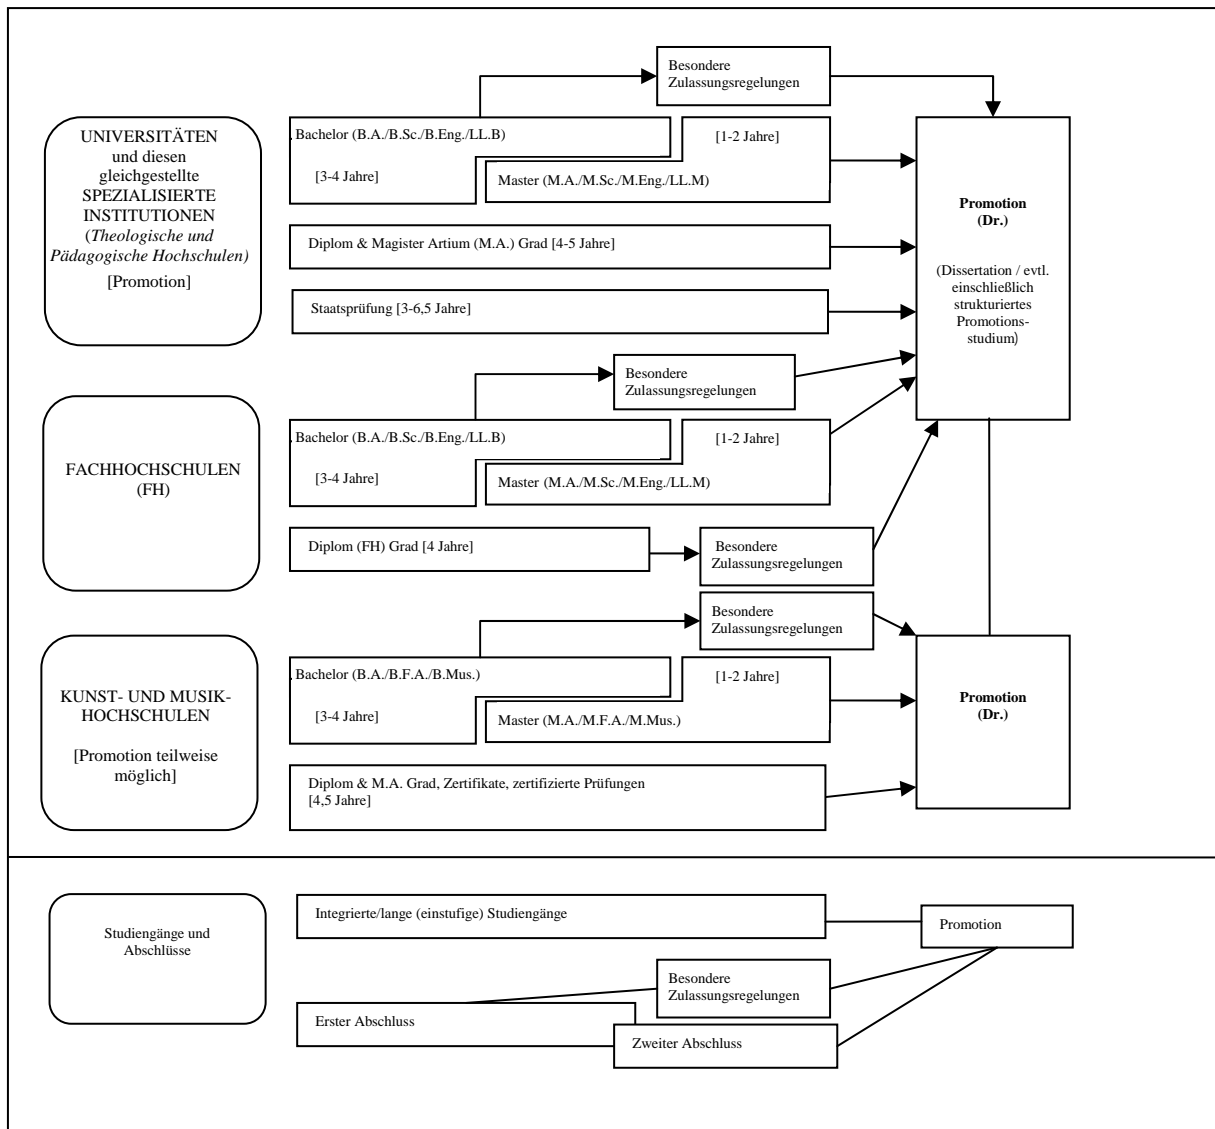 Besondere
Zulassungsregelungen
UNIVERSITÄTEN
und diesen
gleichgestellte
SPEZIALISIERTE
INSTITUTIONEN
(Theologische und
Pädagogische Hochschulen)
[Promotion]
. Bachelor (B.A./B.Sc./B.Eng./LL.B)
[3-4 Jahre]
[1-2 Jahre]
Master (M.A./M.Sc./M.Eng./LL.M)
Diplom & Magister Artium (M.A.) Grad [4-5 Jahre]
Staatsprüfung [3-6,5 Jahre]
Promotion
(Dr.)
(Dissertation / evtl.
einschließlich
strukturiertes
Promotions-
studium)
Besondere
Zulassungsregelungen
FACHHOCHSCHULEN
(FH)
. Bachelor (B.A./B.Sc./B.Eng./LL.B)
[3-4 Jahre]
[1-2 Jahre]
Master (M.A./M.Sc./M.Eng./LL.M)
Diplom (FH) Grad [4 Jahre]
Besondere
Zulassungsregelungen
Besondere
Zulassungsregelungen
KUNST- UND MUSIK-
HOCHSCHULEN
[Promotion teilweise
möglich]
. Bachelor (B.A./B.F.A./B.Mus.)
[3-4 Jahre]
[1-2 Jahre]
Master (M.A./M.F.A./M.Mus.)
Diplom & M.A. Grad, Zertifikate, zertifizierte Prüfungen
[4,5 Jahre]
Promotion
(Dr.)
Studiengänge und
Abschlüsse
Integrierte/lange (einstufige) Studiengänge
Promotion
Besondere
Zulassungsregelungen
Erster Abschluss
Zweiter Abschluss